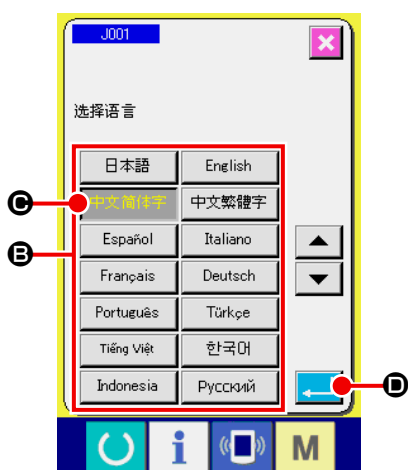 J001
选择语言
日本語 English
C 中文简体字 中文繁體字
B Español Italiano
Français Deutsch
Português Türkçe
Tiếng Việt 한국어
Indonesia Русский D
i M